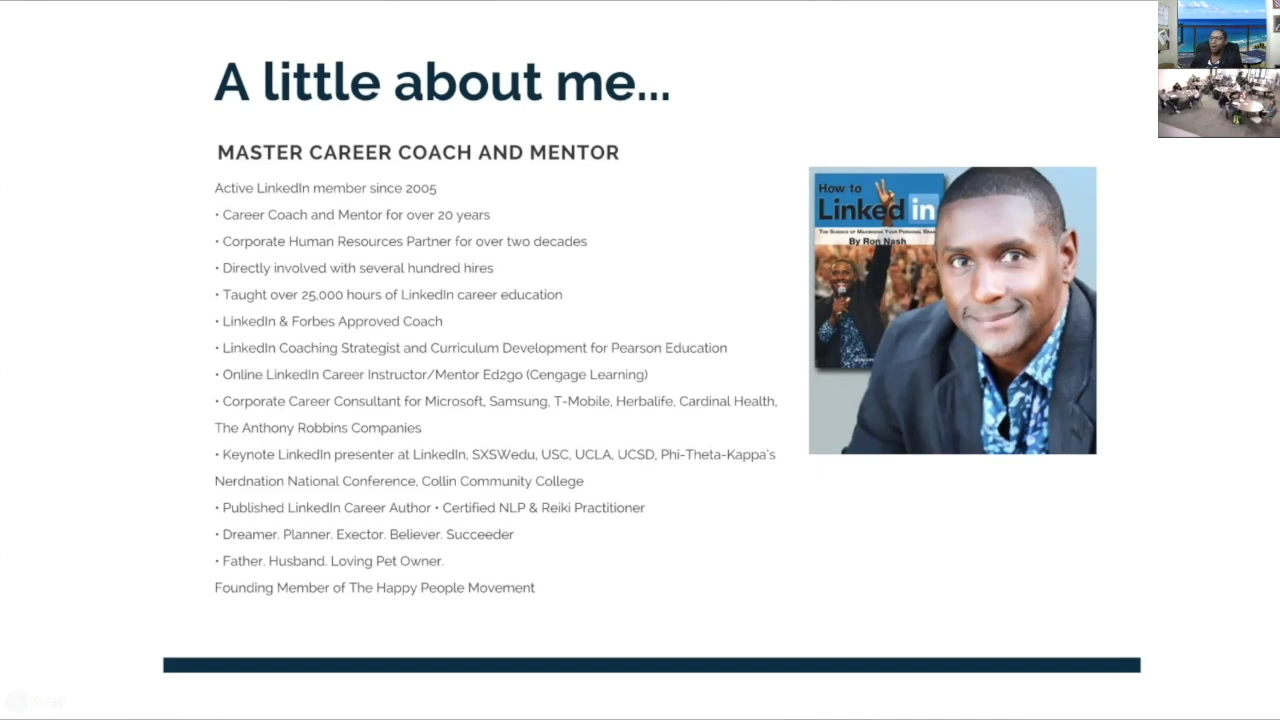 A little about me...
MASTER CAREER COACH AND MENTOR
Active LinkedIn member since 2005
• Career Coach and Mentor for over 20 years
• Corporate Human Resources Partner for over two decades
• Directly involved with several hundred hires
• Taught over 25,000 hours of LinkedIn career education
• LinkedIn & Forbes Approved Coach
• LinkedIn Coaching Strategist and Curriculum Development for Pearson Education
• Online LinkedIn Career Instructor/Mentor Ed2go (Cengage Learning)
• Corporate Career Consultant for Microsoft, Samsung, T-Mobile, Herbalife, Cardinal Health,
The Anthony Robbins Companies
• Keynote LinkedIn presenter at LinkedIn, SXSWedu, USC, UCLA, UCSD, Phi-Theta-Kappa's
Nerdnation National Conference, Collin Community College
• Published LinkedIn Career Author • Certified NLP & Reiki Practitioner
• Dreamer. Planner. Exector. Believer. Succeeder
• Father. Husband. Loving Pet Owner.
Founding Member of The Happy People Movement
How to
Linked in
The Science of Maximizing Your Personal
By Ron Nash